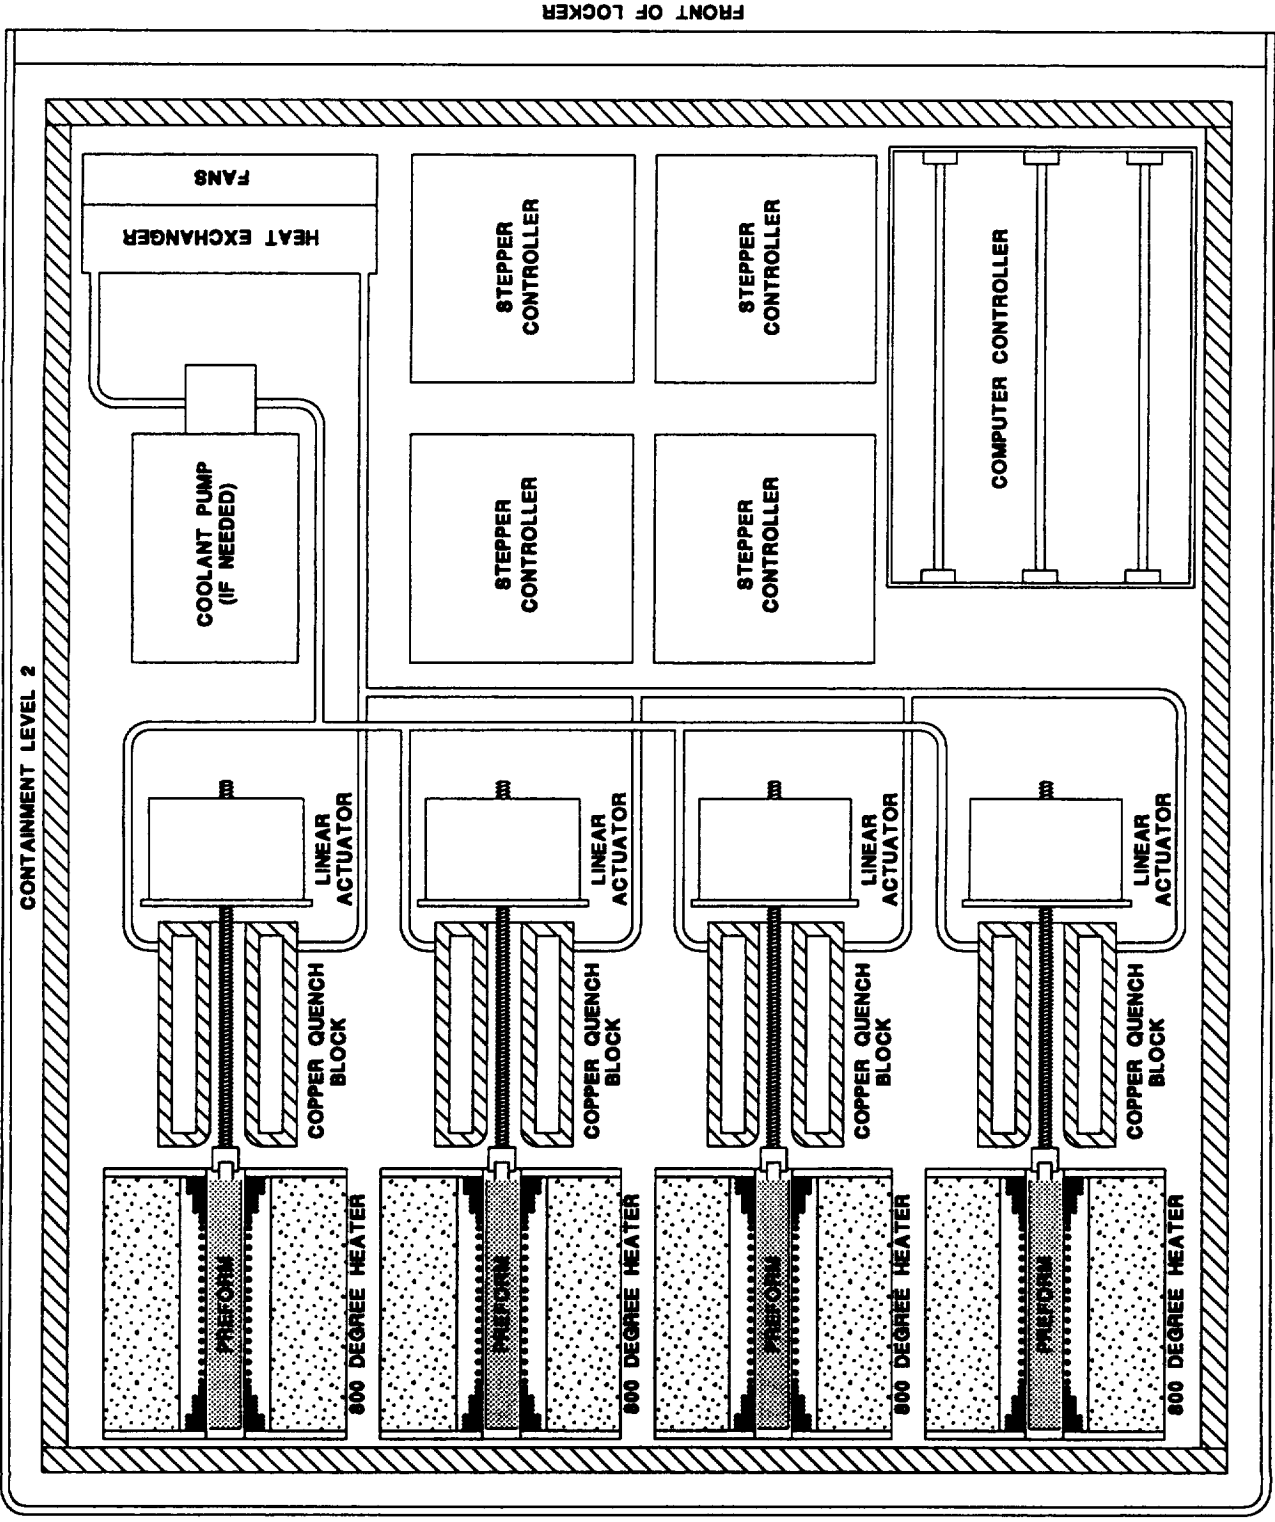 FRONT OF LOCKER
CONTAINMENT LEVEL 2
FANS
HEAT EXCHANGER
COOLANT PUMP
(IF NEEDED)
STEPPER
CONTROLLER
STEPPER
CONTROLLER
STEPPER
CONTROLLER
STEPPER
CONTROLLER
COMPUTER CONTROLLER
LINEAR
ACTUATOR
LINEAR
ACTUATOR
LINEAR
ACTUATOR
LINEAR
ACTUATOR
COPPER QUENCH
BLOCK
COPPER QUENCH
BLOCK
COPPER QUENCH
BLOCK
COPPER QUENCH
BLOCK
PREFORM
800 DEGREE HEATER
PREFORM
800 DEGREE HEATER
PREFORM
800 DEGREE HEATER
PREFORM
800 DEGREE HEATER